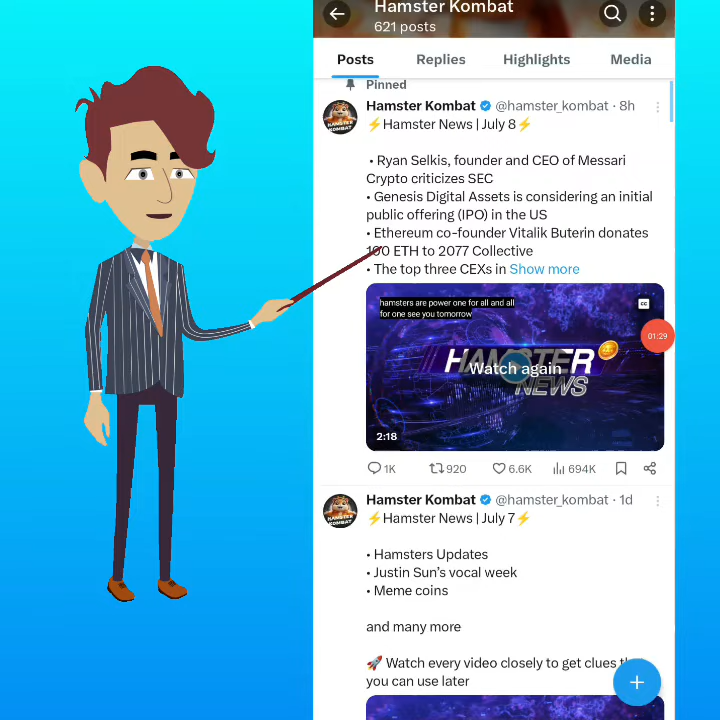 Hamster Kombat
621 posts
Posts Replies Highlights Media
Pinned
Hamster Kombat @hamster_kombat · 8h
⚡Hamster News | July 8⚡
• Ryan Selkis, founder and CEO of Messari
Crypto criticizes SEC
• Genesis Digital Assets is considering an initial
public offering (IPO) in the US
• Ethereum co-founder Vitalik Buterin donates
100 ETH to 2077 Collective
• The top three CEXs in Show more
hamsters are power one for all and all
for one see you tomorrow
CC
01:29
HAMSTER
NEWS
Watch again
2:18
1K 920 6.6K 694K
Hamster Kombat @hamster_kombat · 1d
⚡Hamster News | July 7⚡
• Hamsters Updates
• Justin Sun's vocal week
• Meme coins
and many more
🚀 Watch every video closely to get clues
you can use later